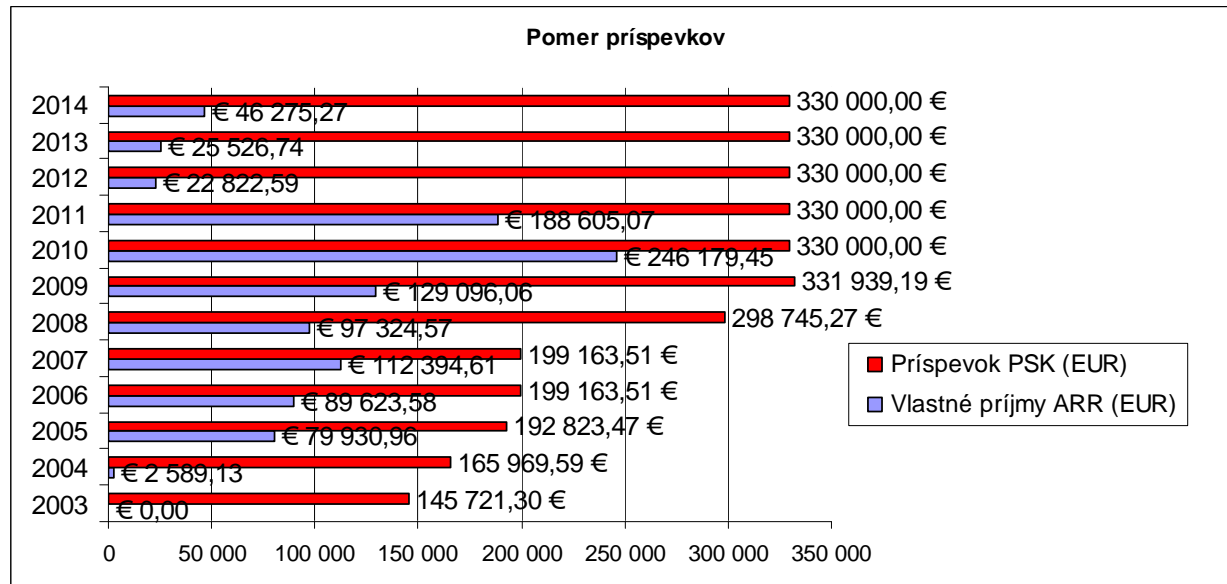 Pomer príspevkov
2014
330 000,00 €
€ 46 275,27
2013
330 000,00 €
€ 25 526,74
2012
330 000,00 €
€ 22 822,59
2011
330 000,00 €
€ 188 605,07
2010
330 000,00 €
€ 246 179,45
2009
331 939,19 €
€ 129 096,06
2008
298 745,27 €
€ 97 324,57
2007
199 163,51 €
€ 112 394,61
2006
199 163,51 €
€ 89 623,58
2005
192 823,47 €
€ 79 930,96
2004
165 969,59 €
€ 2 589,13
2003
145 721,30 €
€ 0,00
0 50 000 100 000 150 000 200 000 250 000 300 000 350 000
Príspevok PSK (EUR)
Vlastné príjmy ARR (EUR)